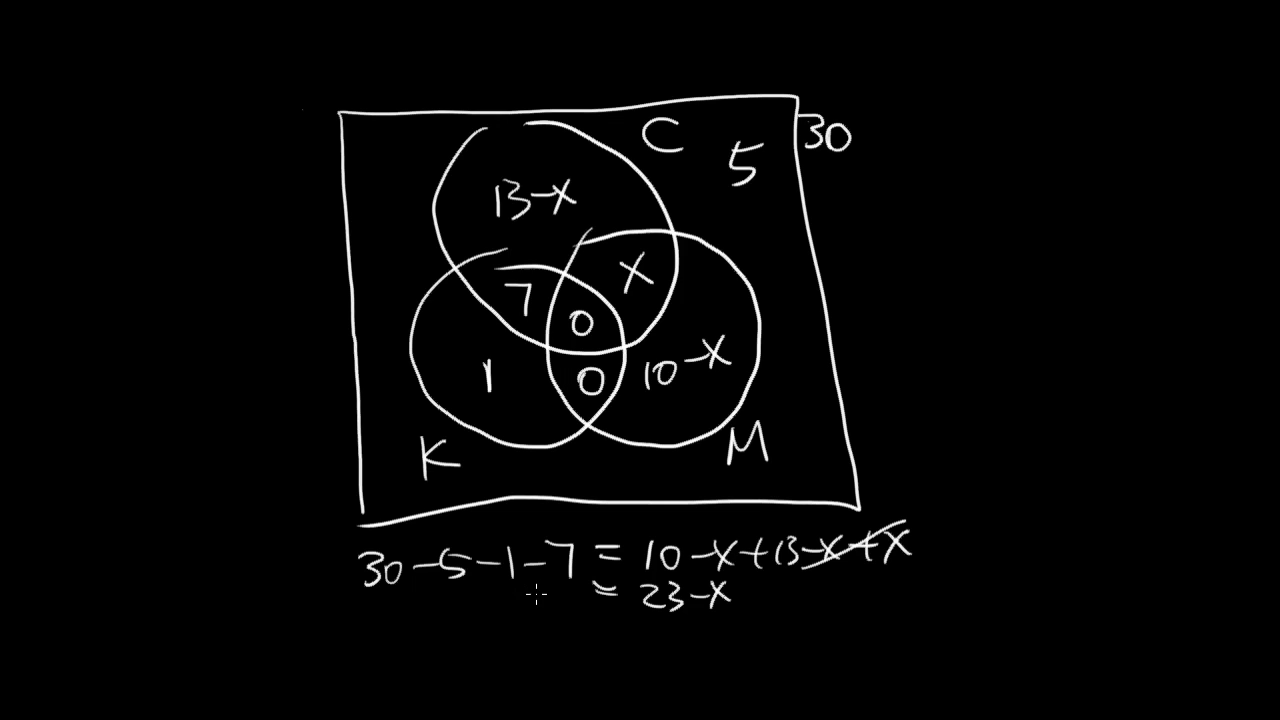 C
5
30
13-x
7
x
0
1
0
10-x
K
M
30-5-1-7 = 10-x+13-x+x
= 23-x